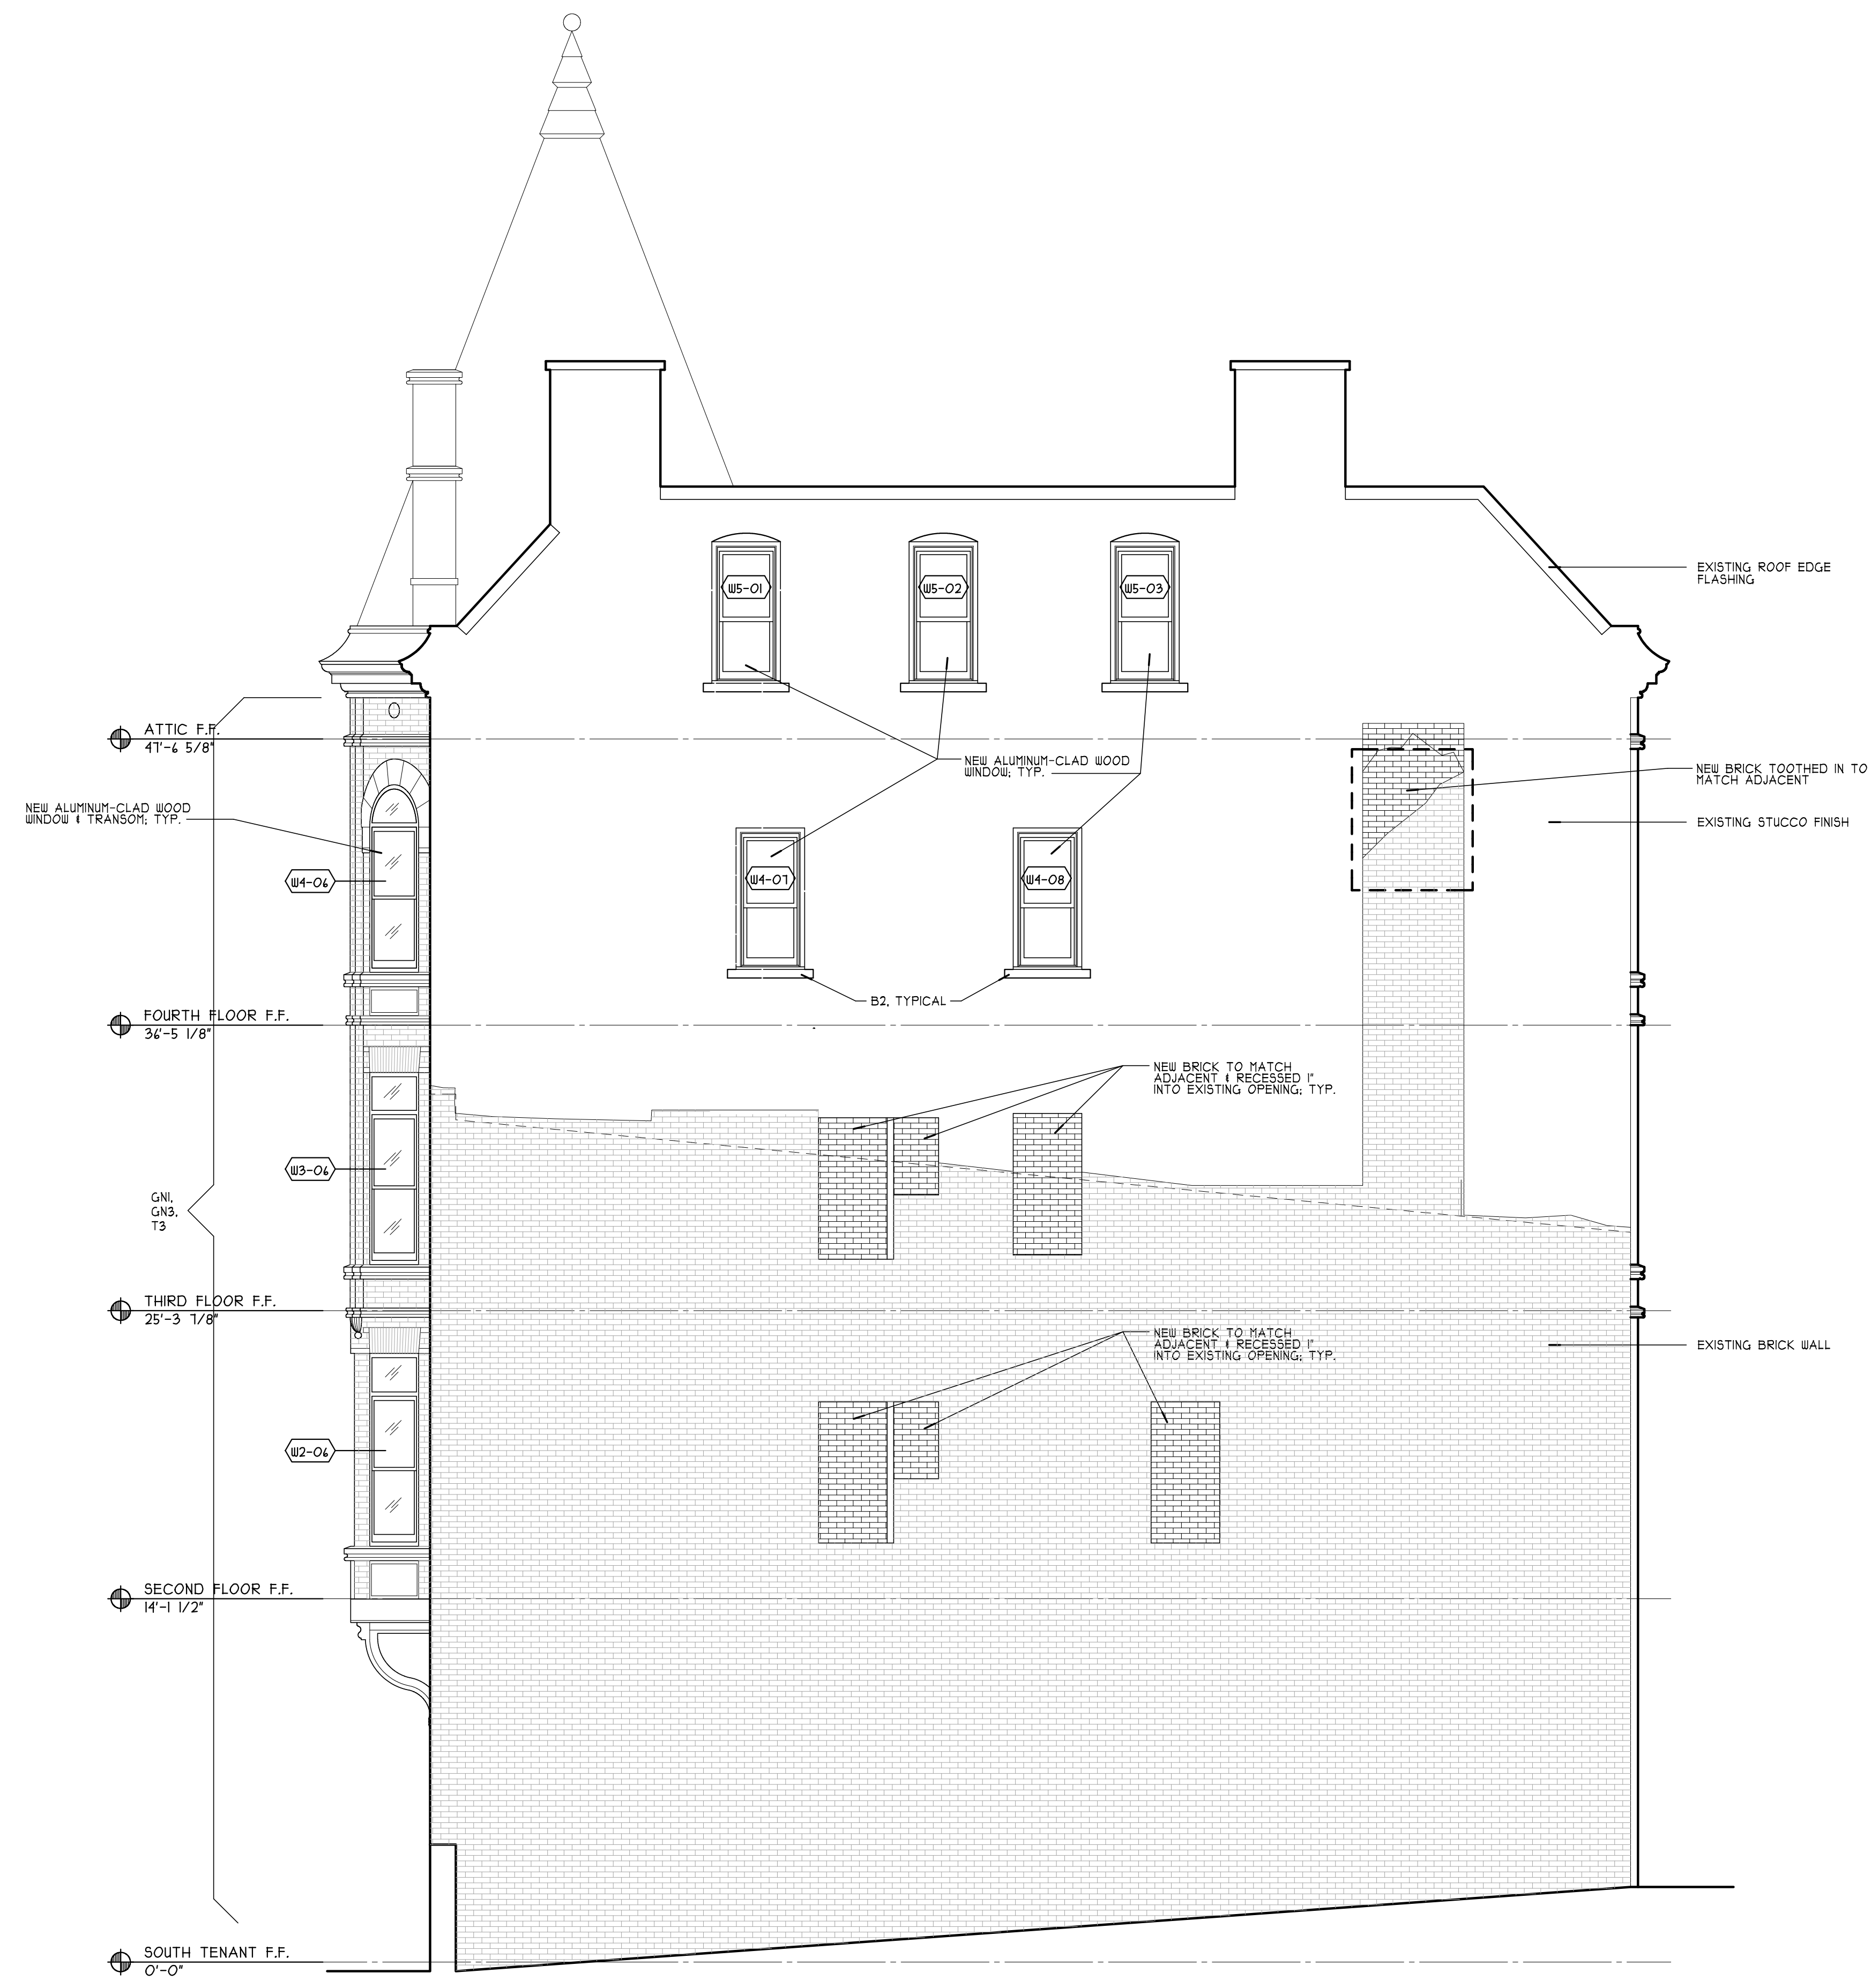 W5-01
W5-02
W5-03
EXISTING ROOF EDGE
FLASHING
ATTIC F.F.
47'-6 5/8"
NEW ALUMINUM-CLAD WOOD
WINDOW; TYP.
NEW BRICK TOOTHED IN TO
MATCH ADJACENT
NEW ALUMINUM-CLAD WOOD
WINDOW & TRANSOM; TYP.
EXISTING STUCCO FINISH
W4-06
W4-07
W4-08
B2, TYPICAL
FOURTH FLOOR F.F.
36'-5 1/8"
NEW BRICK TO MATCH
ADJACENT & RECESSED 1"
INTO EXISTING OPENING; TYP.
W3-06
GN1,
GN3,
T3
THIRD FLOOR F.F.
25'-3 7/8"
NEW BRICK TO MATCH
ADJACENT & RECESSED 1"
INTO EXISTING OPENING; TYP.
EXISTING BRICK WALL
W2-06
SECOND FLOOR F.F.
14'-1 1/2"
SOUTH TENANT F.F.
0'-0"